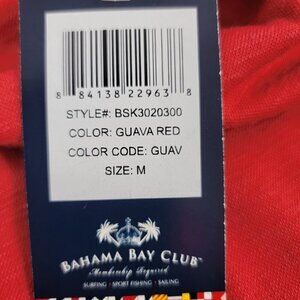 8 84138 22963 8
STYLE#: BSK3020300
COLOR: GUAVA RED
COLOR CODE: GUAV
SIZE: M
BAHAMA BAY CLUB
Membership Required
SURFING · SPORT FISHING · SAILING